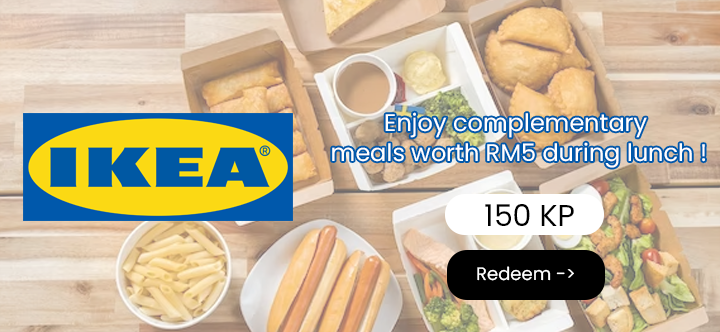 IKEA®
Enjoy complementary
meals worth RM5 during lunch !
150 KP
Redeem ->